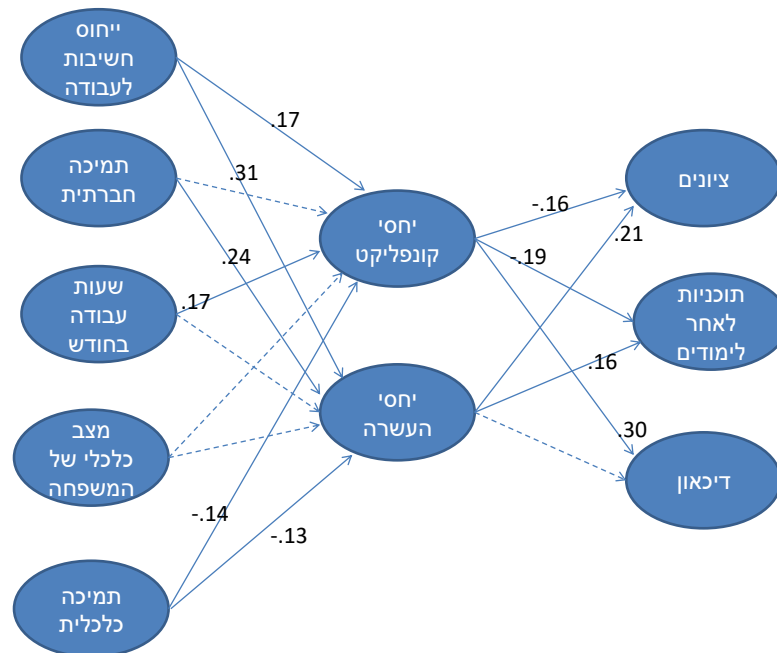 ייחוס
חשיבות
לעבודה
תמיכה
חברתית
שעות
עבודה
בחודש
מצב
כלכלי של
המשפחה
תמיכה
כלכלית
.17
.31
.24
.17
-.14
-.13
יחסי
קונפליקט
יחסי
העשרה
-.16
.21
-.19
.16
.30
ציונים
תוכניות
לאחר
לימודים
דיכאון